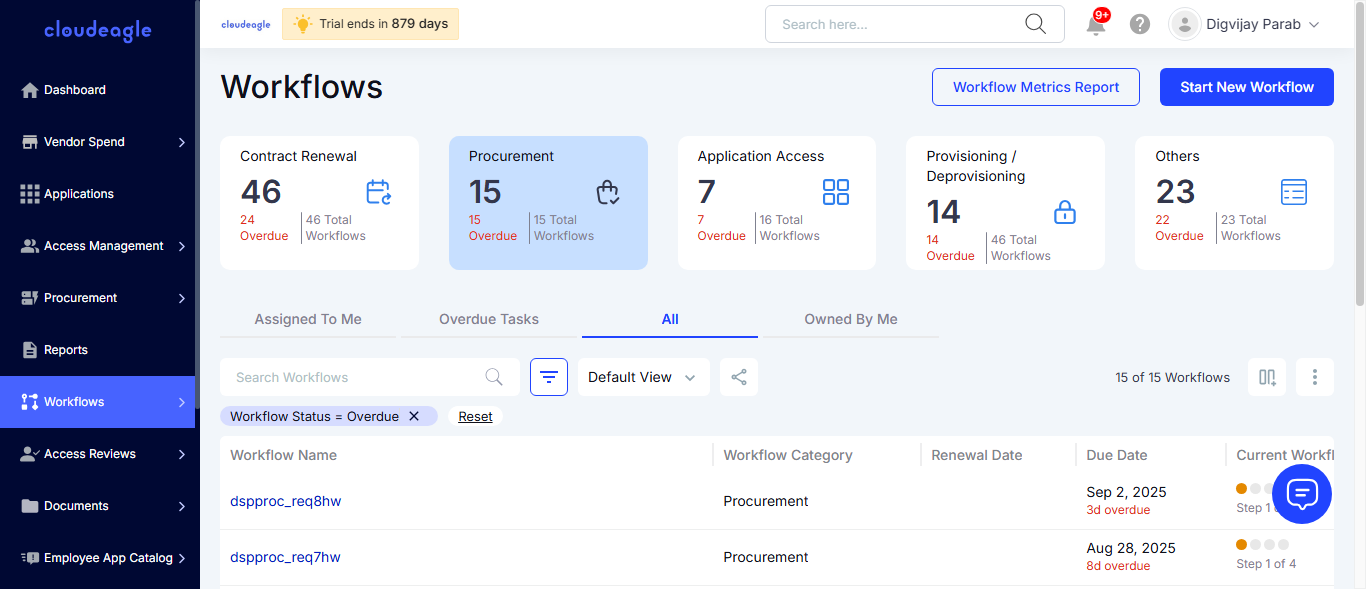 cloudeagle
Dashboard
Vendor Spend
Applications
Access Management
Procurement
Reports
Workflows
Access Reviews
Documents
Employee App Catalog
cloudeagle
Trial ends in 879 days
Search here...
9+
Digvijay Parab
Workflows
Workflow Metrics Report
Start New Workflow
Contract Renewal
46
24
Overdue
46 Total
Workflows
Procurement
15
15
Overdue
15 Total
Workflows
Application Access
7
7
Overdue
16 Total
Workflows
Provisioning /
Deprovisioning
14
14
Overdue
46 Total
Workflows
Others
23
22
Overdue
23 Total
Workflows
Assigned To Me
Overdue Tasks
All
Owned By Me
Search Workflows
Default View
15 of 15 Workflows
Workflow Status = Overdue
Reset
Workflow Name
Workflow Category
Renewal Date
Due Date
Current
dspproc_req8hw
Procurement
Sep 2, 2025
3d overdue
Step 1
dspproc_req7hw
Procurement
Aug 28, 2025
8d overdue
Step 1 of 4